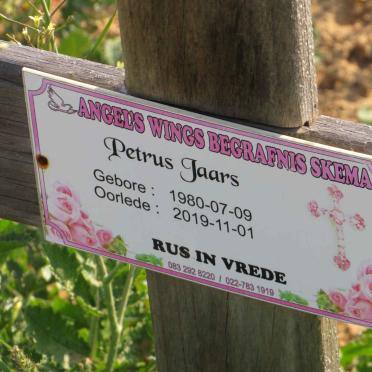 ANGEL'S WINGS BEGRAFNIS SKEMA
Petrus Jaars
Gebore : 1980-07-09
Oorlede : 2019-11-01
RUS IN VREDE
083 292 8220 / 022-783 1919